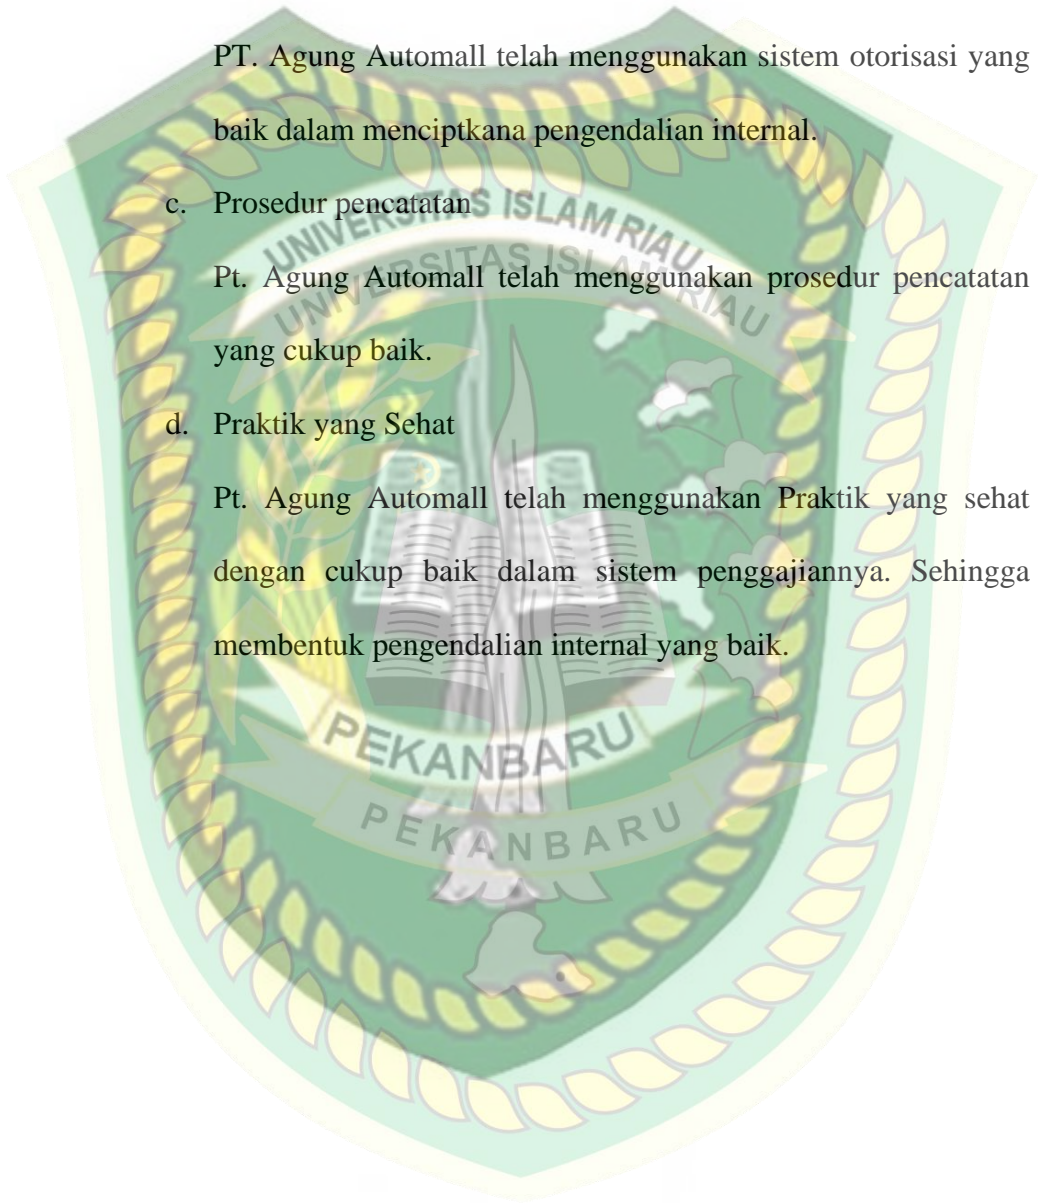 PT. Agung Automall telah menggunakan sistem otorisasi yang
baik dalam menciptkana pengendalian internal.
c. Prosedur pencatatan
UNIVERSITAS ISLAM RIAU
UNIVERSITAS ISLAM RIAU
Pt. Agung Automall telah menggunakan prosedur pencatatan
yang cukup baik.
d. Praktik yang Sehat
Pt. Agung Automall telah menggunakan Praktik yang sehat
dengan cukup baik dalam sistem penggajiannya. Sehingga
membentuk pengendalian internal yang baik.
PEKANBARU
PEKANBARU